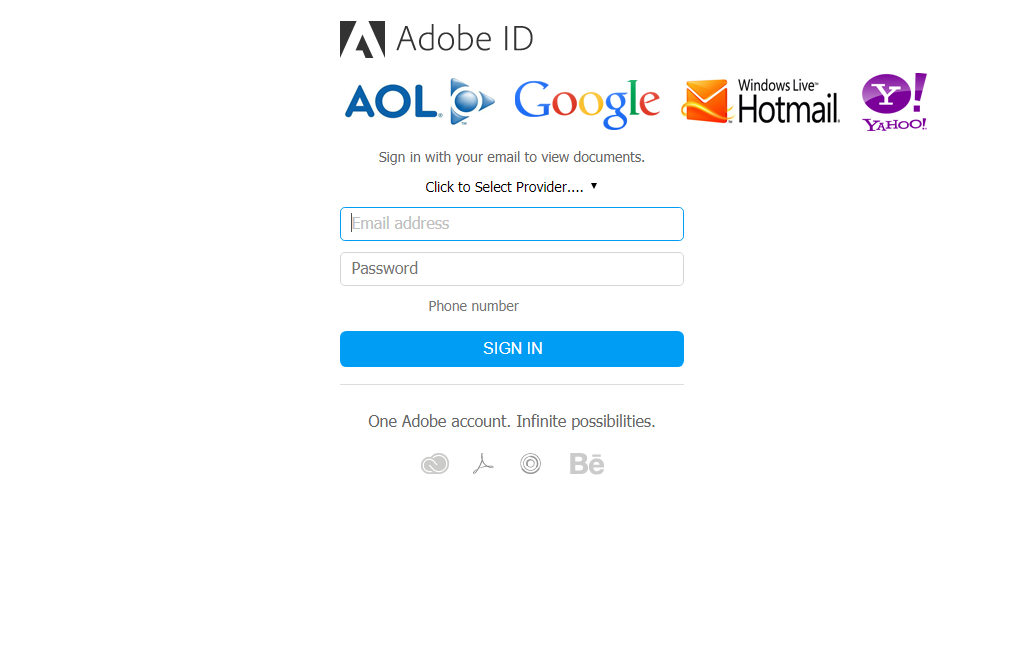 Adobe ID
AOL Google Windows Live™ Hotmail Y! YAHOO!
Sign in with your email to view documents.
Click to Select Provider....
Email address
Password
Phone number
SIGN IN
One Adobe account. Infinite possibilities.
Bē